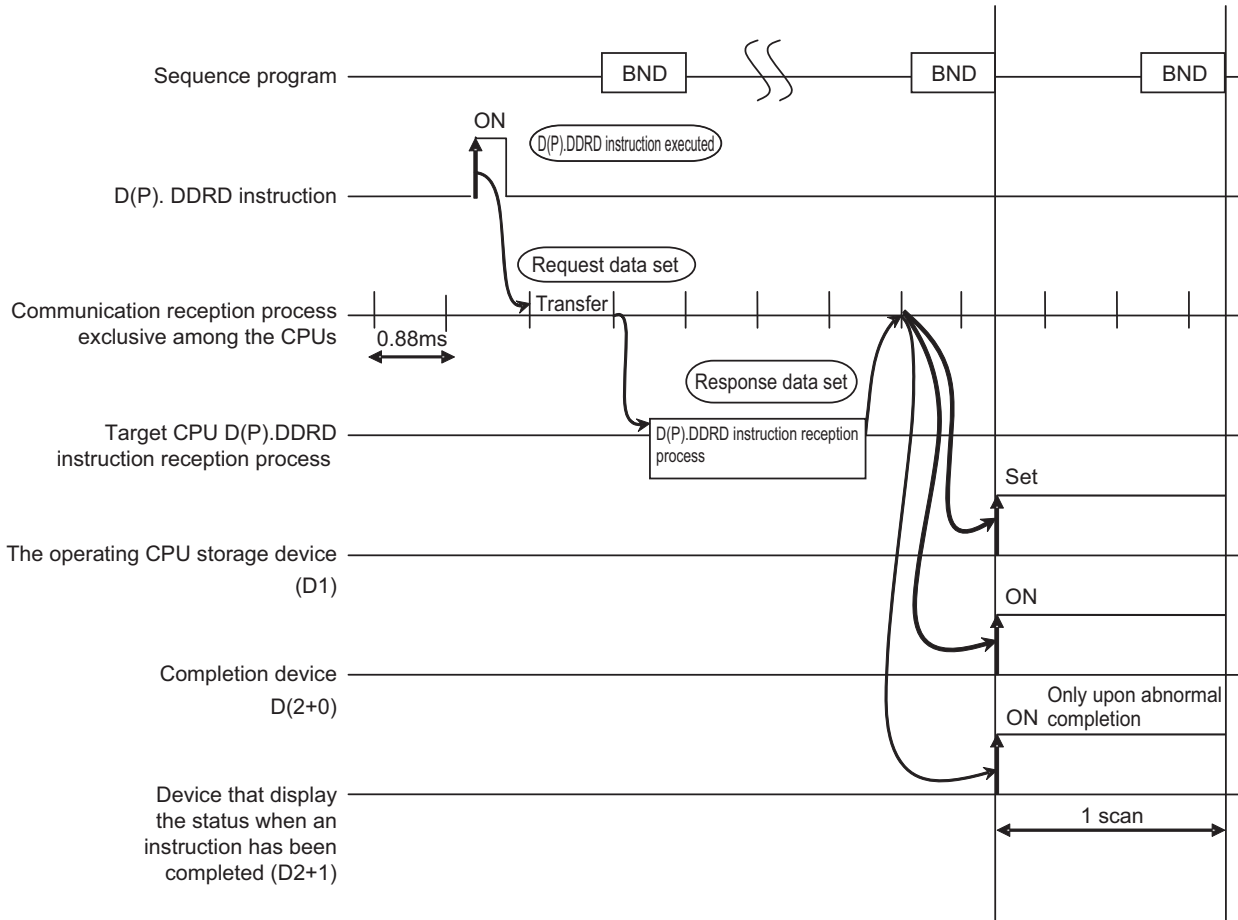 Sequence program
BND
BND
BND
ON
D(P).DDRD instruction executed
D(P). DDRD instruction
Request data set
Communication reception process
exclusive among the CPUs
Transfer
0.88ms
Response data set
Target CPU D(P).DDRD
instruction reception process
D(P).DDRD instruction reception
process
Set
The operating CPU storage device
(D1)
ON
Completion device
D(2+0)
Only upon abnormal
ON completion
Device that display
the status when an
instruction has been
completed (D2+1)
1 scan